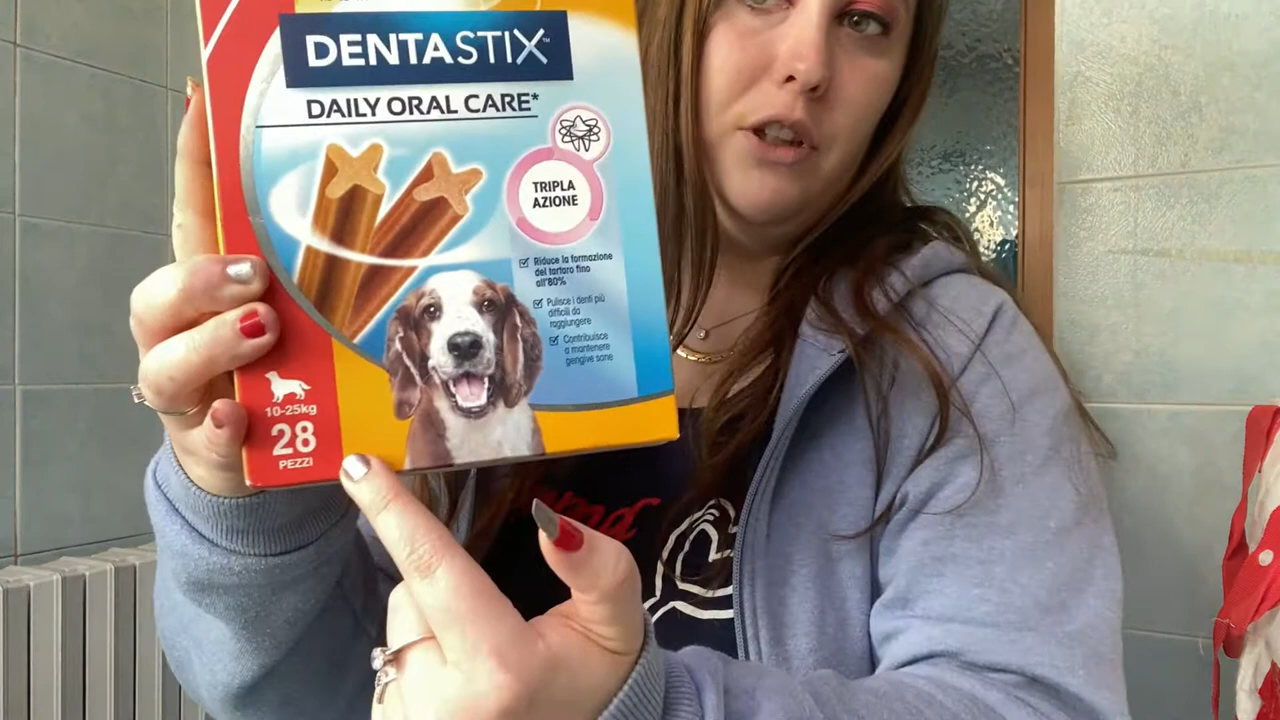 DENTASTIX™
DAILY ORAL CARE*
TRIPLA
AZIONE
Riduce la formazione
del tartaro fino
all'80%
Pulisce i denti più
difficili da
raggiungere
Contribuisce
a mantenere
gengive sane
10-25kg
28
PEZZI